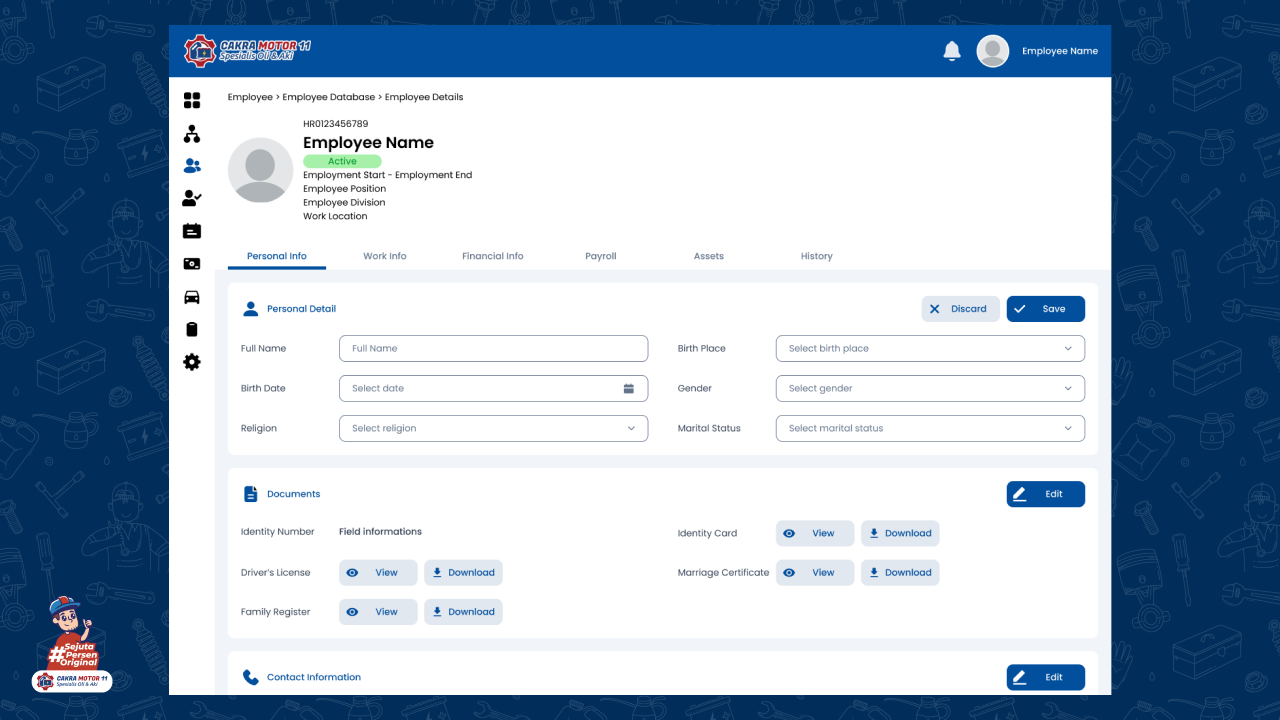 CAKRA MOTOR 11
Spesialis Oli & Aki
Employee Name
Employee > Employee Database > Employee Details
HR0123456789
Employee Name
Active
Employment Start - Employment End
Employee Position
Employee Division
Work Location
Personal Info Work Info Financial Info Payroll Assets History
Personal Detail Discard Save
Full Name Full Name Birth Place Select birth place
Birth Date Select date Gender Select gender
Religion Select religion Marital Status Select marital status
Documents Edit
Identity Number Field informations Identity Card View Download
Driver's License View Download Marriage Certificate View Download
Family Register View Download
Contact Information Edit
#Sejuta
Persen
Original
CAKRA MOTOR 11
Spesialis Oli & Aki